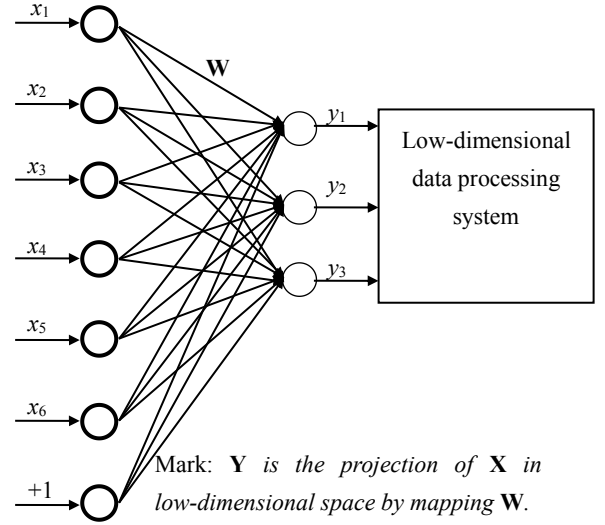 x1
W
x2
y1
Low-dimensional
data processing
system
x3
y2
x4
y3
x5
x6
+1
Mark: Y is the projection of X in
low-dimensional space by mapping W.